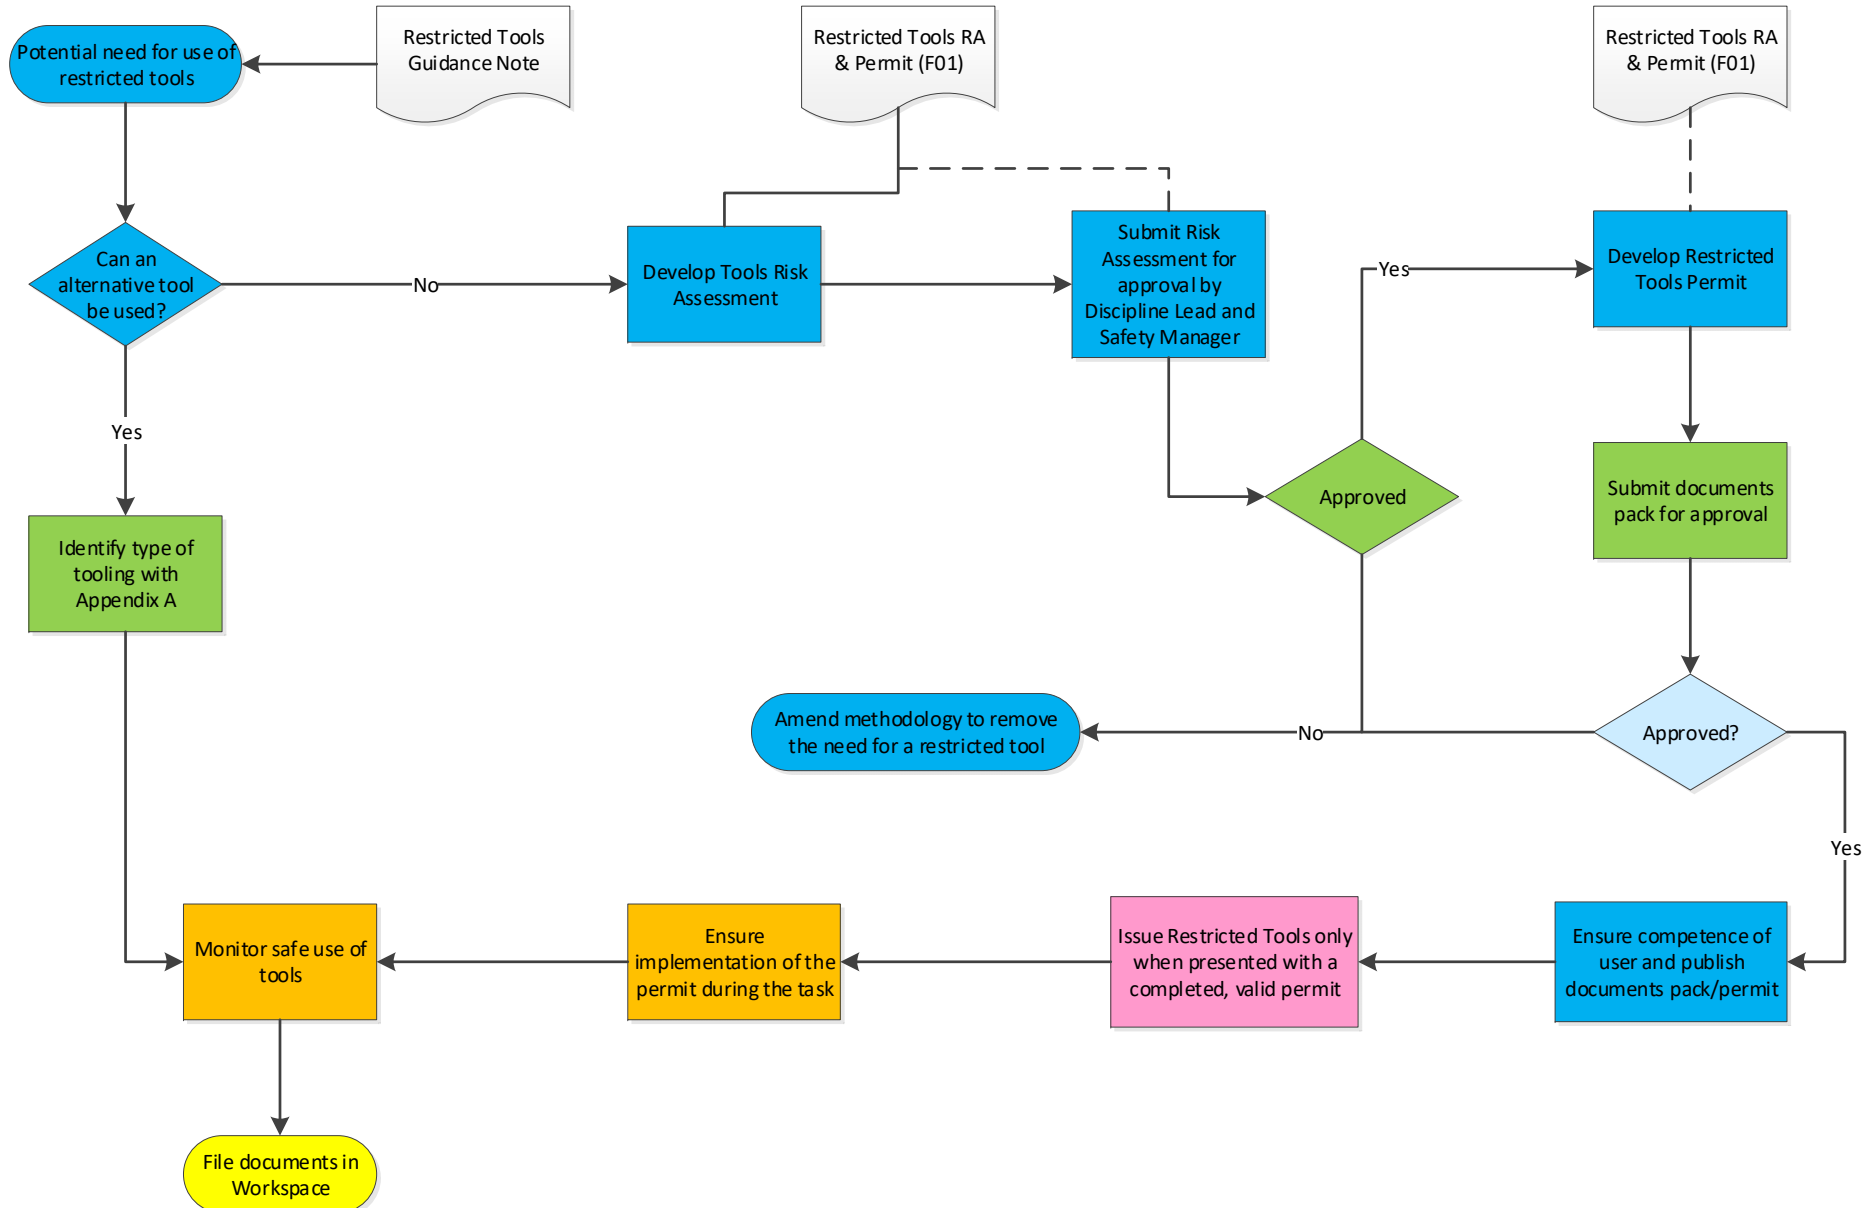 Potential need for use of
restricted tools
Restricted Tools
Guidance Note
Restricted Tools RA
& Permit (F01)
Restricted Tools RA
& Permit (F01)
Can an
alternative tool
be used?
No
Develop Tools Risk
Assessment
Submit Risk
Assessment for
approval by
Discipline Lead and
Safety Manager
Yes
Develop Restricted
Tools Permit
Yes
Approved
Submit documents
pack for approval
Identify type of
tooling with
Appendix A
Amend methodology to remove
the need for a restricted tool
No
Approved?
Yes
Monitor safe use of
tools
Ensure
implementation of the
permit during the task
Issue Restricted Tools only
when presented with a
completed, valid permit
Ensure competence of
user and publish
documents pack/permit
File documents in
Workspace